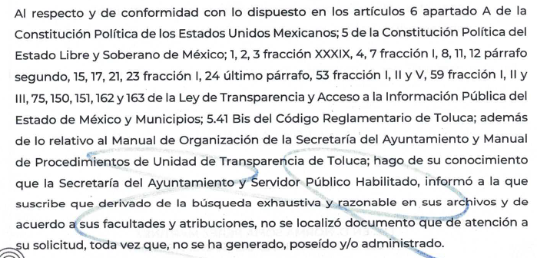 Al respecto y de conformidad con lo dispuesto en los artículos 6 apartado A de la
Constitución Política de los Estados Unidos Mexicanos; 5 de la Constitución Política del
Estado Libre y Soberano de México; 1, 2, 3 fracción XXXIX, 4, 7 fracción I, 8, 11, 12 párrafo
segundo, 15, 17, 21, 23 fracción I, 24 último párrafo, 53 fracción I, II y V, 59 fracción I, II y
III, 75, 150, 151, 162 y 163 de la Ley de Transparencia y Acceso a la Información Pública del
Estado de México y Municipios; 5.41 Bis del Código Reglamentario de Toluca; además
de lo relativo al Manual de Organización de la Secretaría del Ayuntamiento y Manual
de Procedimientos de Unidad de Transparencia de Toluca; hago de su conocimiento
que la Secretaría del Ayuntamiento y Servidor Público Habilitado, informó a la que
suscribe que derivado de la búsqueda exhaustiva y razonable en sus archivos y de
acuerdo a sus facultades y atribuciones, no se localizó documento que de atención a
su solicitud, toda vez que, no se ha generado, poseído y/o administrado.